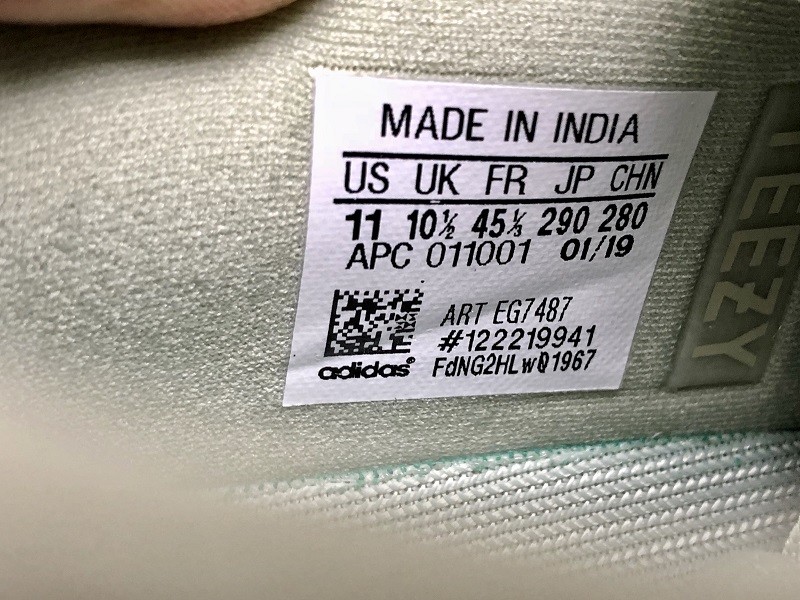 MADE IN INDIA
US UK FR JP CHN
11 10½ 45⅓ 290 280
APC 011001 01/19
ART EG7487
#122219941
adidas® FdNG2HLwQ1967
YEEZY